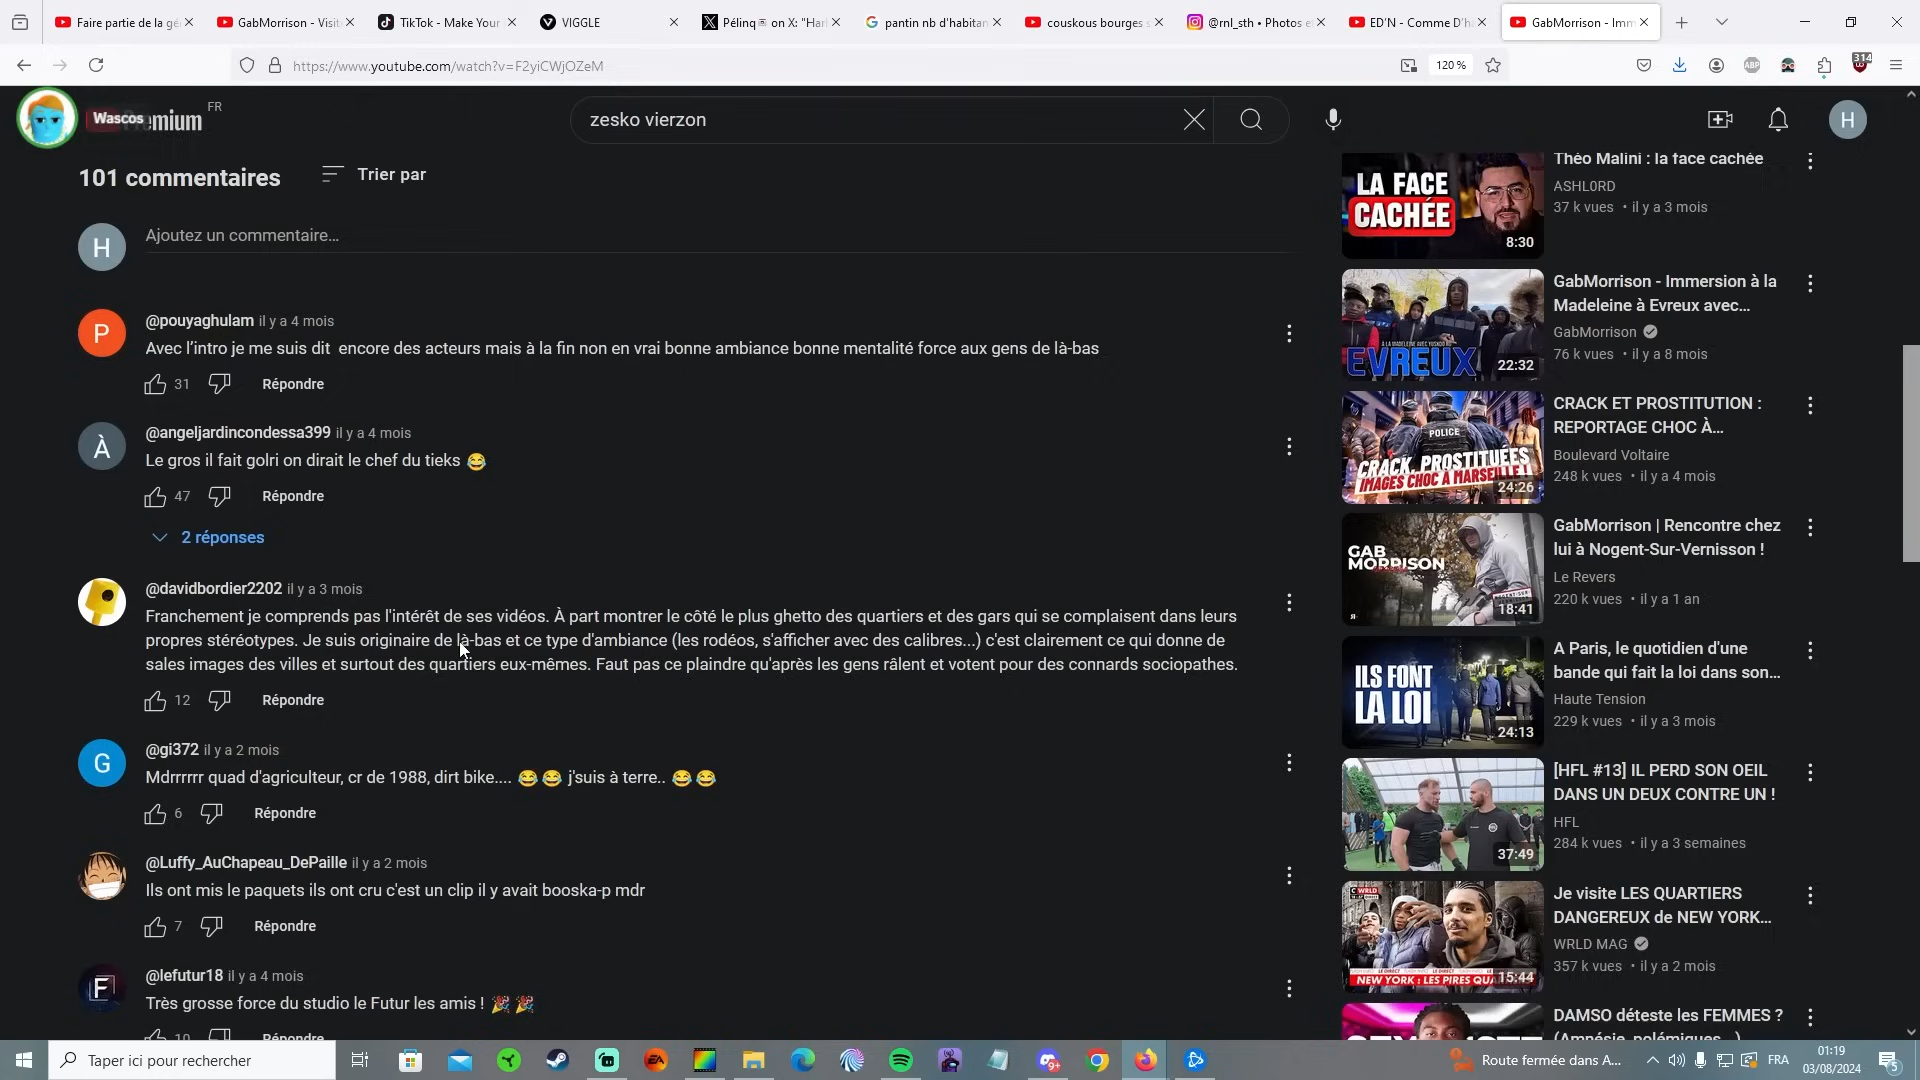 Faire partie de la gé
GabMorrison - Visit
TikTok - Make Your
VIGGLE
Pélinq on X: "Har
pantin nb d'habitan
couskous bourges s
@rnl_sth • Photos e
ED'N - Comme D'ha
GabMorrison - Imm
https://www.youtube.com/watch?v=F2yiCWjOZeM
120 %
ABP
314
Wascos
emium
FR
zesko vierzon
H
101 commentaires
Trier par
H
Ajoutez un commentaire…
P
@pouyaghulam il y a 4 mois
Avec l'intro je me suis dit encore des acteurs mais à la fin non en vrai bonne ambiance bonne mentalité force aux gens de là-bas
31
Répondre
À
@angeljardincondessa399 il y a 4 mois
Le gros il fait golri on dirait le chef du tieks 😂
47
Répondre
2 réponses
@davidbordier2202 il y a 3 mois
Franchement je comprends pas l'intérêt de ses vidéos. À part montrer le côté le plus ghetto des quartiers et des gars qui se complaisent dans leurs
propres stéréotypes. Je suis originaire de là-bas et ce type d'ambiance (les rodéos, s'afficher avec des calibres...) c'est clairement ce qui donne de
sales images des villes et surtout des quartiers eux-mêmes. Faut pas ce plaindre qu'après les gens râlent et votent pour des connards sociopathes.
12
Répondre
G
@gi372 il y a 2 mois
Mdrrrrrr quad d'agriculteur, cr de 1988, dirt bike.... 😂😂 j'suis à terre.. 😂😂
6
Répondre
@Luffy_AuChapeau_DePaille il y a 2 mois
Ils ont mis le paquets ils ont cru c'est un clip il y avait booska-p mdr
7
Répondre
F
@lefutur18 il y a 4 mois
Très grosse force du studio le Futur les amis ! 🎉 🎉
10
Répondre
LA FACE
CACHÉE
8:30
Théo Malini : la face cachée
ASHL0RD
37 k vues • il y a 3 mois
À LA MADELEINE AVEC
EVREUX
22:32
GabMorrison - Immersion à la
Madeleine à Evreux avec...
GabMorrison
76 k vues • il y a 8 mois
POLICE
CRACK, PROSTITUÉES
IMAGES CHOC À MARSEILLE !
24:26
CRACK ET PROSTITUTION :
REPORTAGE CHOC À...
Boulevard Voltaire
248 k vues • il y a 4 mois
GAB
MORRISON
18:41
GabMorrison | Rencontre chez
lui à Nogent-Sur-Vernisson !
Le Revers
220 k vues • il y a 1 an
ILS FONT
LA LOI
24:13
A Paris, le quotidien d'une
bande qui fait la loi dans son...
Haute Tension
229 k vues • il y a 3 mois
37:49
[HFL #13] IL PERD SON OEIL
DANS UN DEUX CONTRE UN !
HFL
284 k vues • il y a 3 semaines
WRLD
LE DIRECT
NEW YORK : LES PIRES QUA
15:44
Je visite LES QUARTIERS
DANGEREUX de NEW YORK...
WRLD MAG
357 k vues • il y a 2 mois
DAMSO déteste les FEMMES ?
(Amnésie, polémiques...)
Taper ici pour rechercher
EA
9+
Route fermée dans A...
FRA
01:19
03/08/2024
5